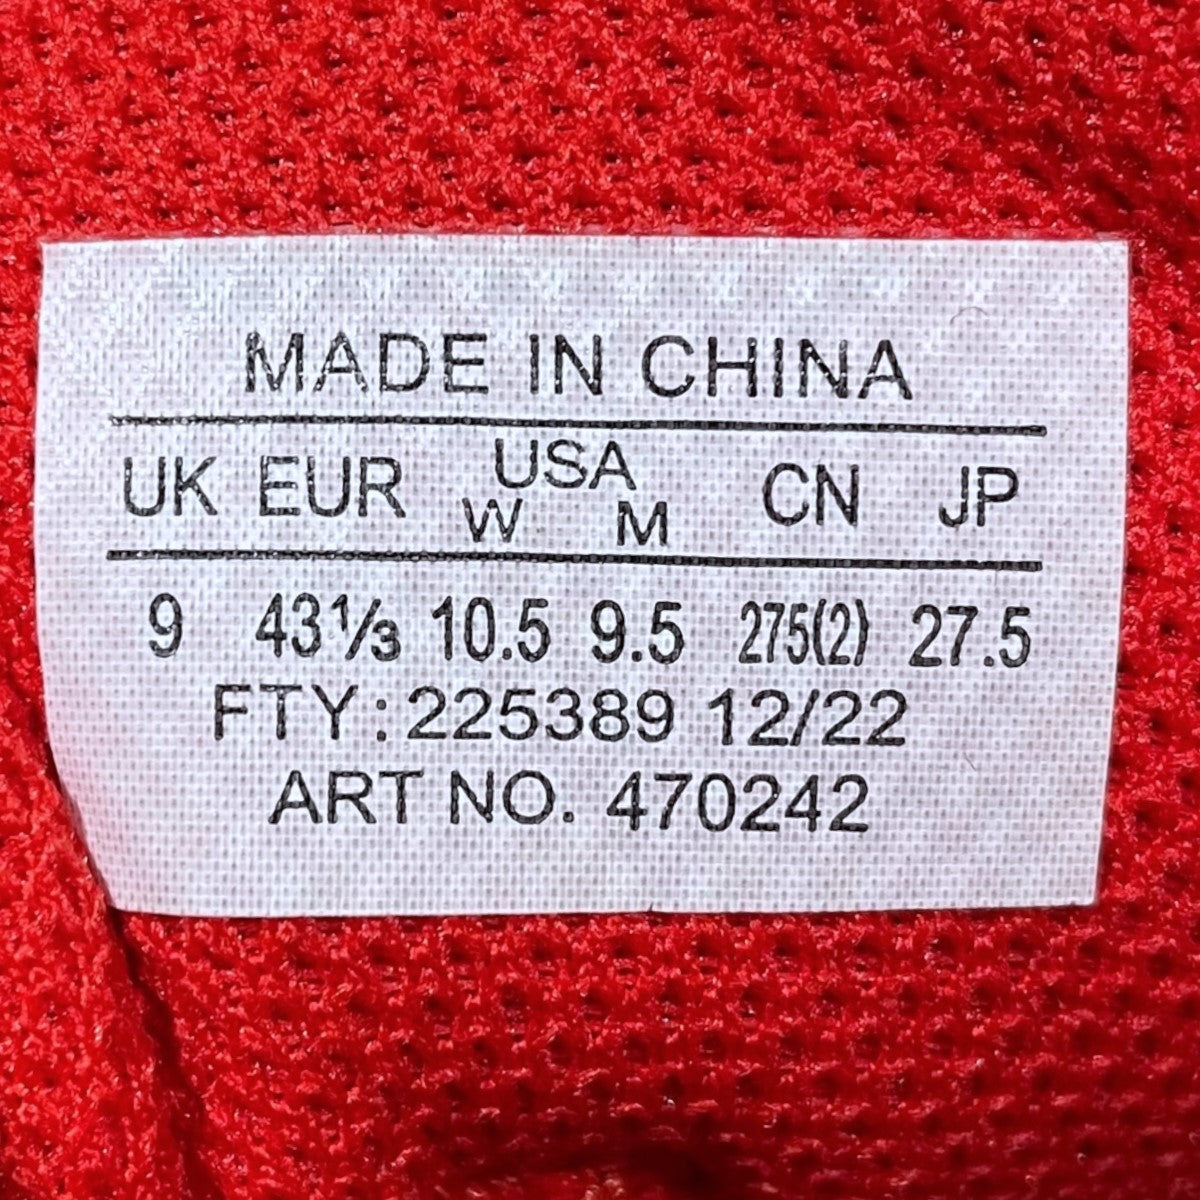 MADE IN CHINA
UK EUR USA CN JP
W M
9 43⅓ 10.5 9.5 275(2) 27.5
FTY: 225389 12/22
ART NO. 470242